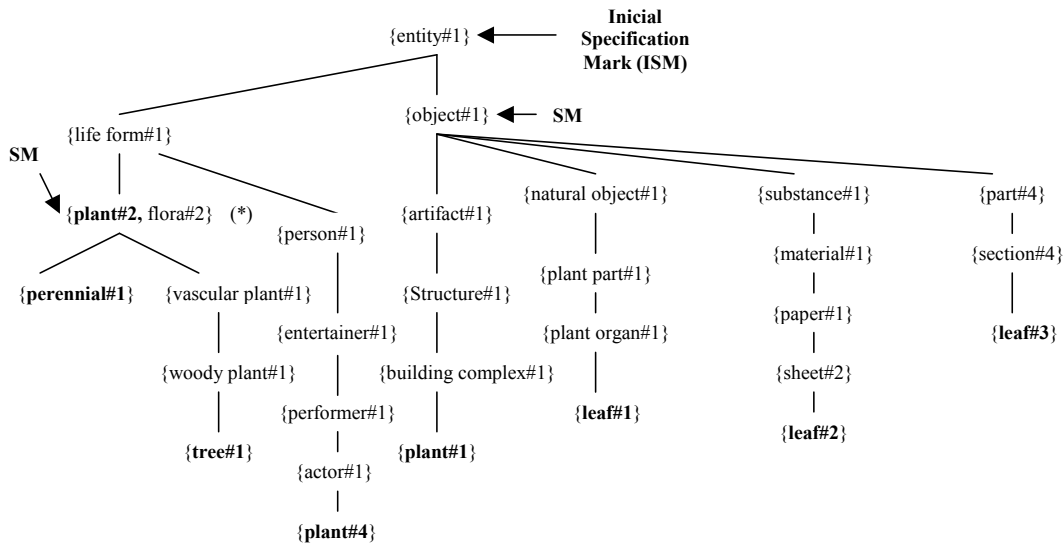 Inicial
{entity#1}
Specification
Mark (ISM)
{object#1} SM
{life form#1}
SM
{natural object#1} {substance#1} {part#4}
{plant#2, flora#2} (*) {artifact#1}
{person#1}
{material#1} {section#4}
{plant part#1}
{perennial#1} {vascular plant#1} {Structure#1}
{paper#1}
{entertainer#1} {plant organ#1} {leaf#3}
{woody plant#1} {building complex#1} {sheet#2}
{performer#1} {leaf#1}
{leaf#2}
{tree#1} {plant#1}
{actor#1}
{plant#4}